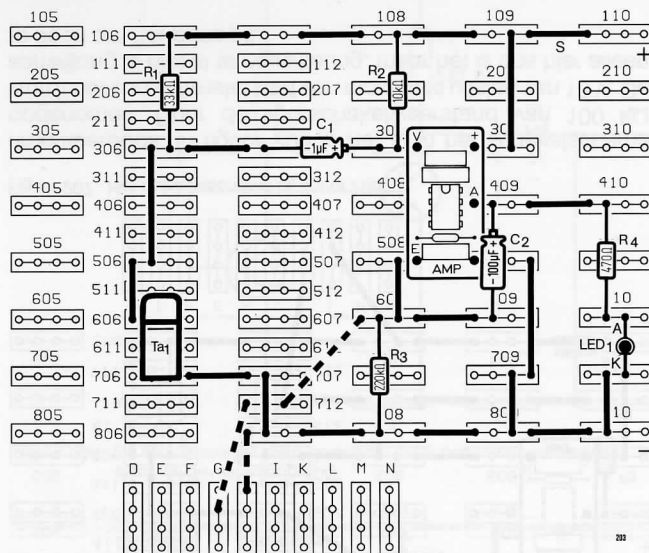 105 108 109 110
106 S +
111 112
R1 R2
205 206 33kΩ 207 10kΩ 20 210
211
C1
305 306 -1µF+ 30 V + 30 310
311 312
405 406 407 408 A 409 410
411 412
505 506 507 508 E + C2 R4
AMP -100µF+ 470Ω
511 512
605 606 607 60 09 10
A
611 Ta1 61 LED1
R3 K
705 706 707 220kΩ 709
711 712
805 806 08 80 10 -
D E F G I K L M N
203